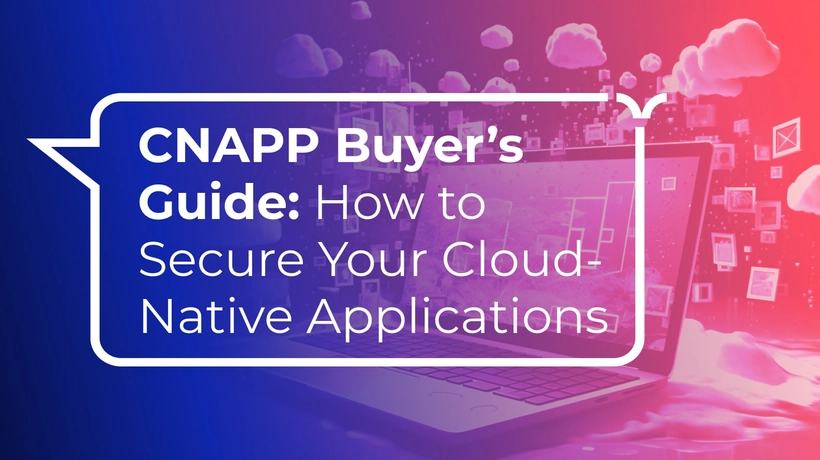 CNAPP Buyer’s
Guide: How to
Secure Your Cloud-
Native Applications